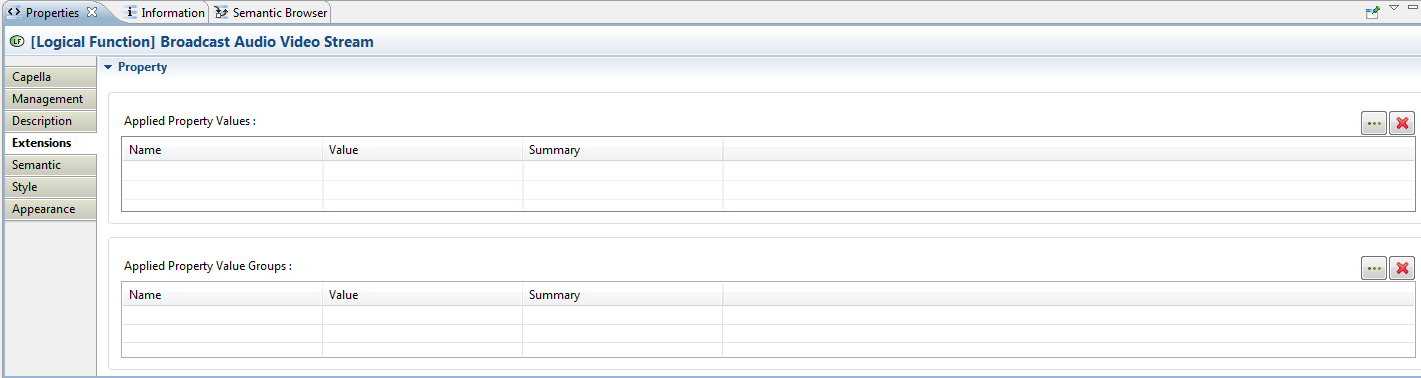 Properties Information Semantic Browser
LF [Logical Function] Broadcast Audio Video Stream
Capella
Management
Description
Extensions
Semantic
Style
Appearance
Property
Applied Property Values :
Name Value Summary
Applied Property Value Groups :
Name Value Summary